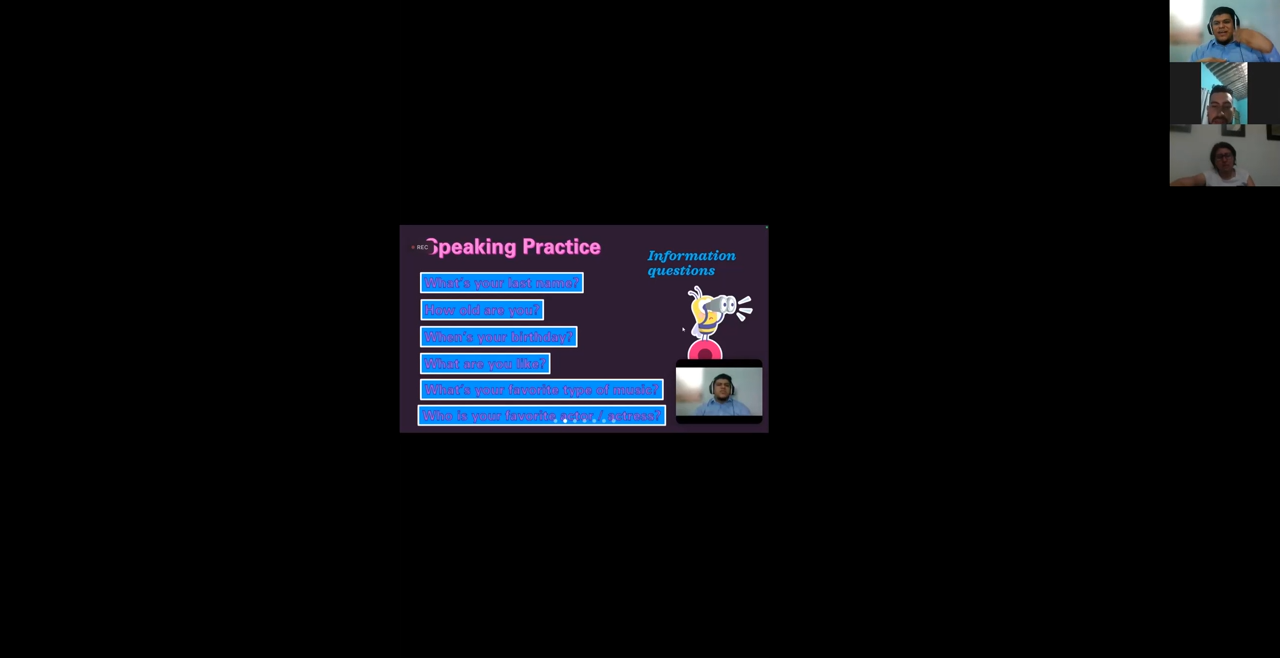 REC
Speaking Practice
Information
questions
What's your last name?
How old are you?
When's your birthday?
What are you like?
What's your favorite type of music?
Who is your favorite actor / actress?